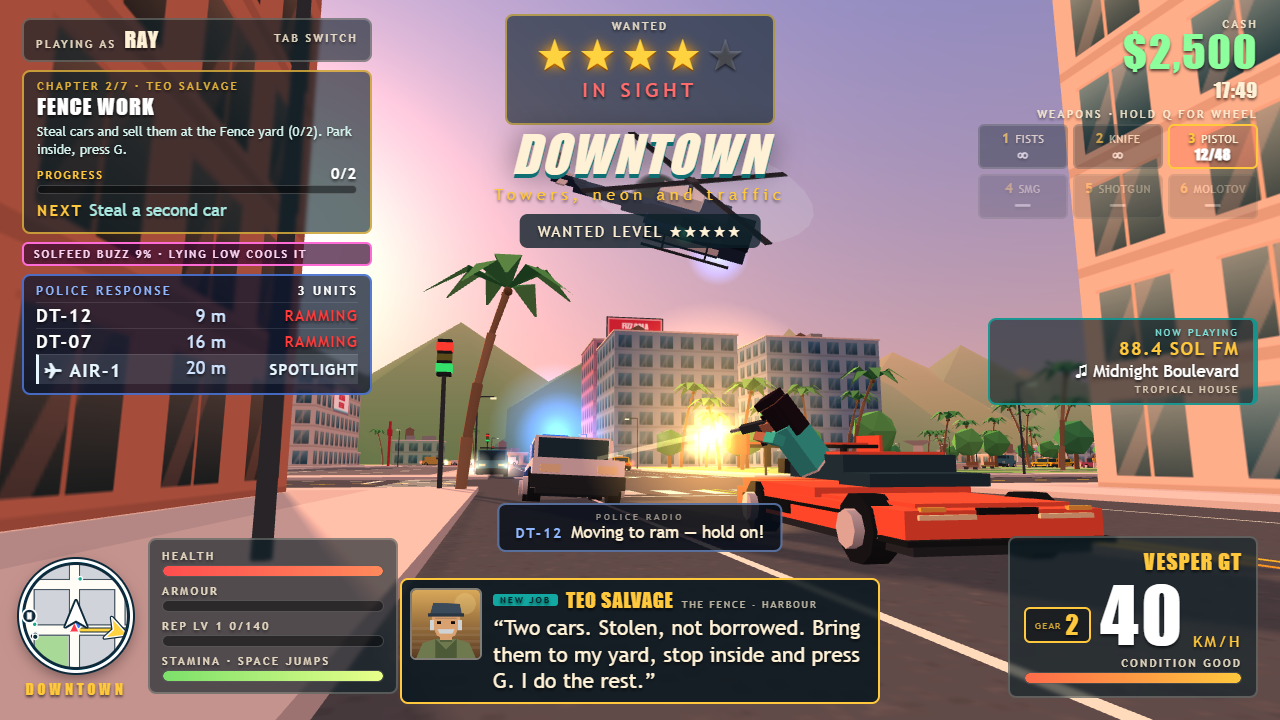 PLAYING AS RAY TAB SWITCH
CHAPTER 2/7 · TEO SALVAGE
FENCE WORK
Steal cars and sell them at the Fence yard (0/2). Park
inside, press G.
PROGRESS 0/2
NEXT Steal a second car
SOLFEED BUZZ 9% · LYING LOW COOLS IT
POLICE RESPONSE 3 UNITS
DT-12 9 m RAMMING
DT-07 16 m RAMMING
AIR-1 20 m SPOTLIGHT
WANTED
IN SIGHT
DOWNTOWN
Towers, neon and traffic
WANTED LEVEL ★★★★★
CASH
$2,500
17:49
WEAPONS · HOLD Q FOR WHEEL
1 FISTS ∞
2 KNIFE ∞
3 PISTOL 12/48
4 SMG —
5 SHOTGUN —
6 MOLOTOV —
NOW PLAYING
88.4 SOL FM
♫ Midnight Boulevard
TROPICAL HOUSE
POLICE RADIO
DT-12 Moving to ram — hold on!
HEALTH
ARMOUR
REP LV 1 0/140
STAMINA · SPACE JUMPS
DOWNTOWN
NEW JOB TEO SALVAGE THE FENCE · HARBOUR
“Two cars. Stolen, not borrowed. Bring
them to my yard, stop inside and press
G. I do the rest.”
VESPER GT
GEAR 2 40 KM/H
CONDITION GOOD